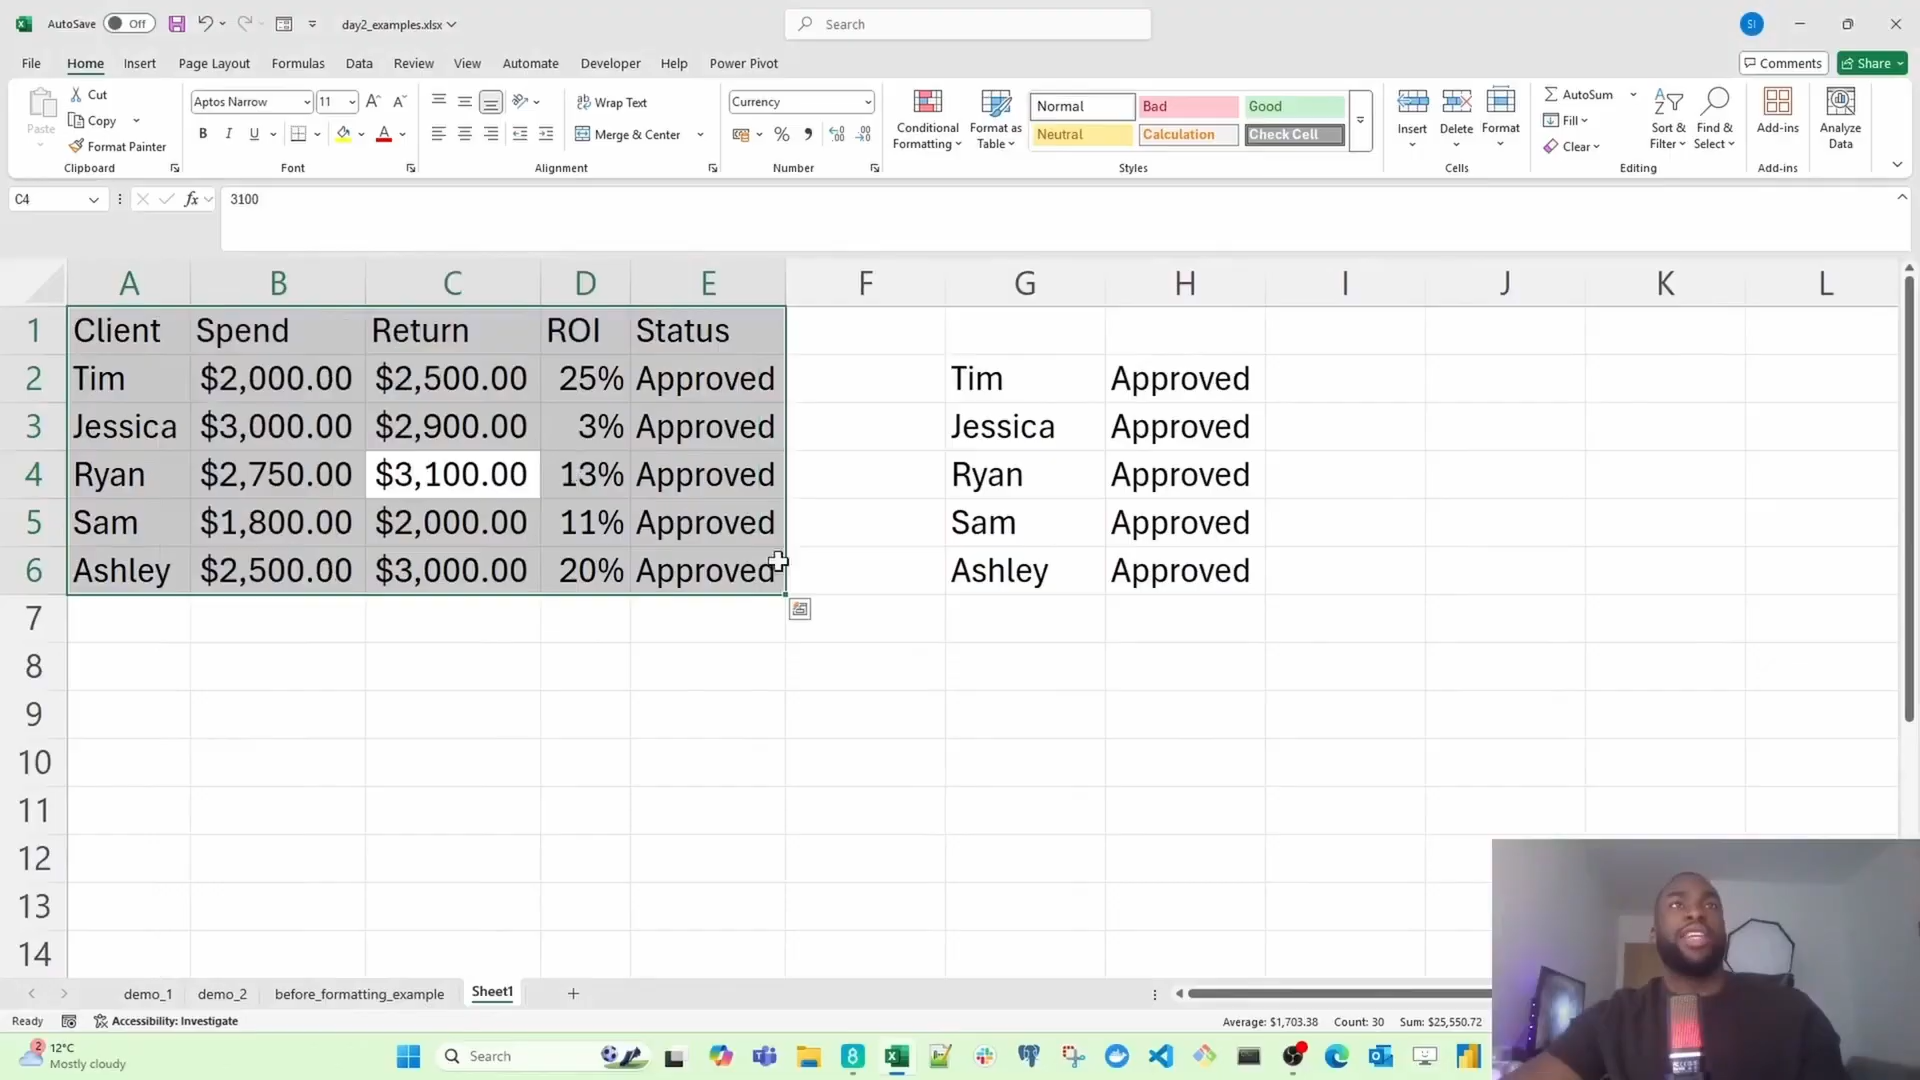 AutoSave Off day2_examples.xlsx Search SI
File Home Insert Page Layout Formulas Data Review View Automate Developer Help Power Pivot Comments Share
Paste Cut Copy Format Painter Clipboard
Aptos Narrow 11 B I U A Font
Wrap Text Merge & Center Alignment
Currency % Number
Conditional Formatting Format as Table Normal Bad Good Neutral Calculation Check Cell Styles
Insert Delete Format Cells
AutoSum Fill Clear Sort & Filter Find & Select Editing
Add-ins Add-ins
Analyze Data
C4 fx 3100
A B C D E F G H I J K L
1 Client Spend Return ROI Status
2 Tim $2,000.00 $2,500.00 25% Approved Tim Approved
3 Jessica $3,000.00 $2,900.00 3% Approved Jessica Approved
4 Ryan $2,750.00 $3,100.00 13% Approved Ryan Approved
5 Sam $1,800.00 $2,000.00 11% Approved Sam Approved
6 Ashley $2,500.00 $3,000.00 20% Approved Ashley Approved
7
8
9
10
11
12
13
14
demo_1 demo_2 before_formatting_example Sheet1
Ready Accessibility: Investigate Average: $1,703.38 Count: 30 Sum: $25,550.72
2 12°C
Mostly cloudy
Search